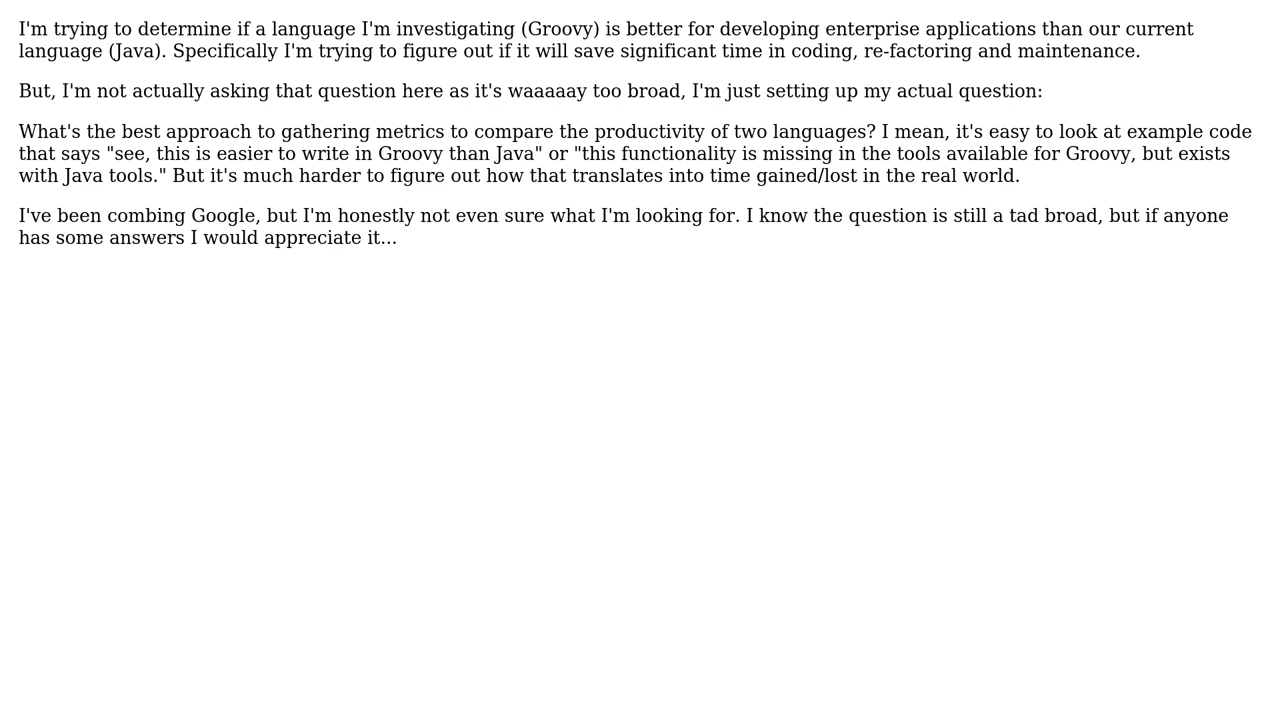 I'm trying to determine if a language I'm investigating (Groovy) is better for developing enterprise applications than our current
language (Java). Specifically I'm trying to figure out if it will save significant time in coding, re-factoring and maintenance.
But, I'm not actually asking that question here as it's waaaaay too broad, I'm just setting up my actual question:
What's the best approach to gathering metrics to compare the productivity of two languages? I mean, it's easy to look at example code
that says "see, this is easier to write in Groovy than Java" or "this functionality is missing in the tools available for Groovy, but exists
with Java tools." But it's much harder to figure out how that translates into time gained/lost in the real world.
I've been combing Google, but I'm honestly not even sure what I'm looking for. I know the question is still a tad broad, but if anyone
has some answers I would appreciate it...